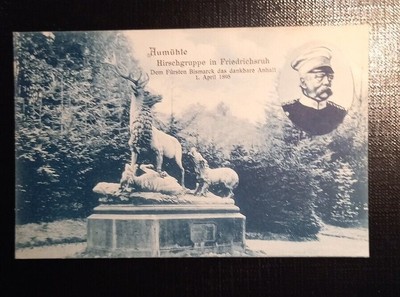 Aumühle
Hirschgruppe in Friedrichsruh
Dem Fürsten Bismarck das dankbare Anhalt
1. April 1895